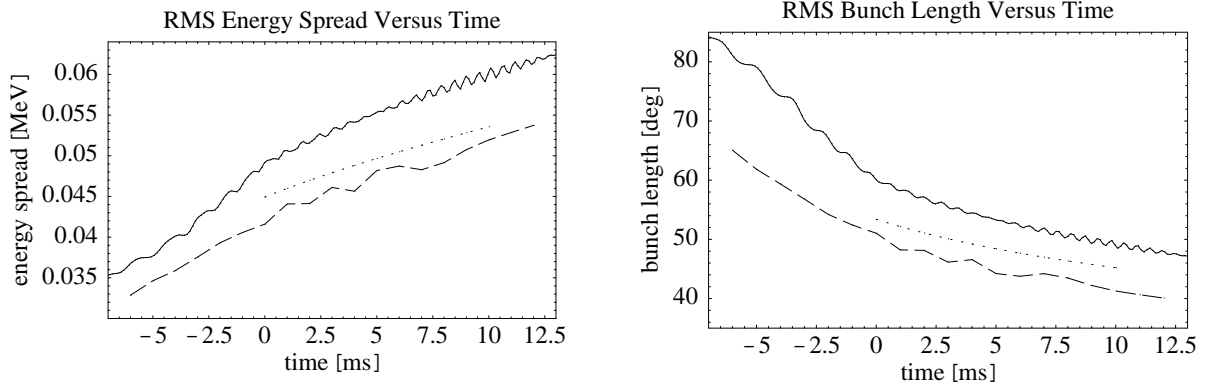 RMS Energy Spread Versus Time
energy spread [MeV]
0.06
0.055
0.05
0.045
0.04
0.035
−5 −2.5 0 2.5 5 7.5 10 12.5
time [ms]
RMS Bunch Length Versus Time
bunch length [deg]
80
70
60
50
40
−5 −2.5 0 2.5 5 7.5 10 12.5
time [ms]